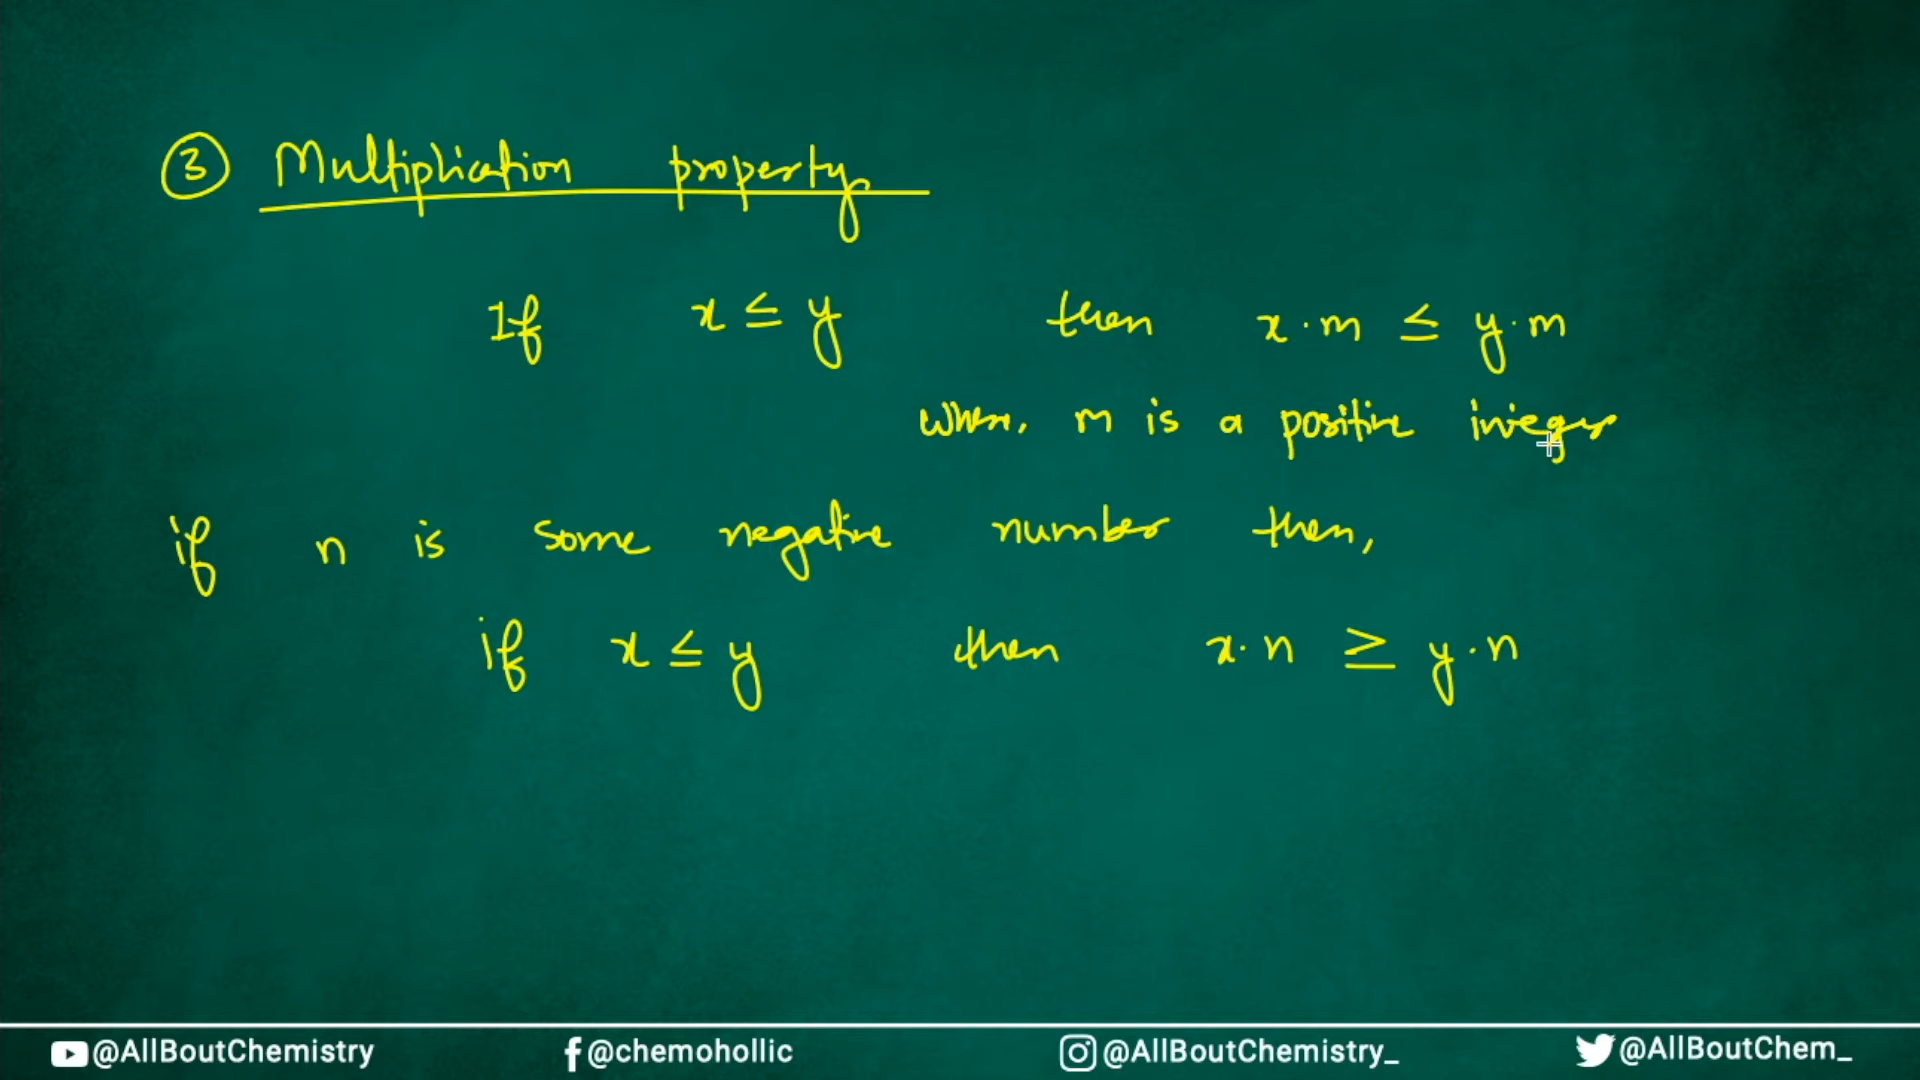 3 Multiplication property
If x ≤ y then x · m ≤ y · m
when, m is a positive integer
if n is some negative number then,
if x ≤ y then x · n ≥ y · n
@AllBoutChemistry @chemohollic @AllBoutChemistry_ @AllBoutChem_